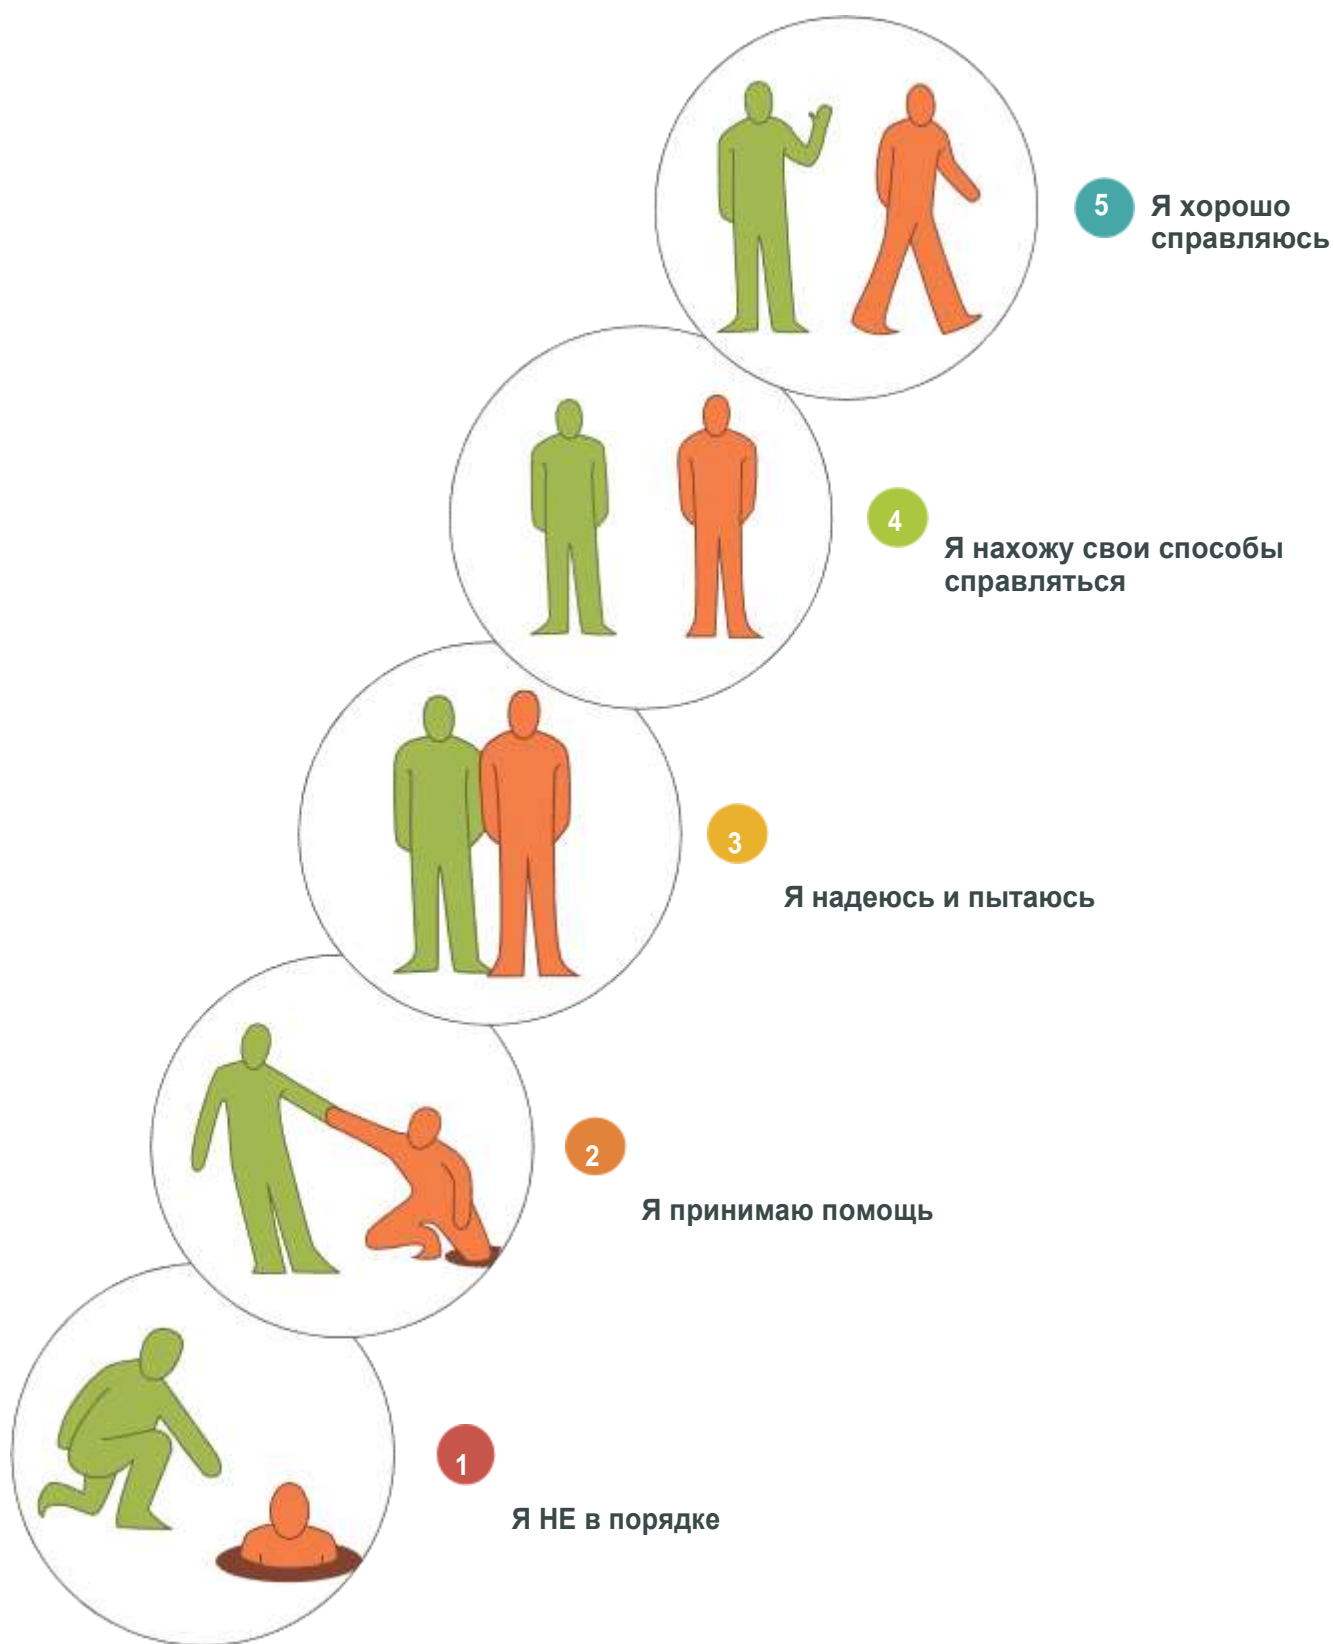 5
Я хорошо
справляюсь
4
Я нахожу свои способы
справляться
3
Я надеюсь и пытаюсь
2
Я принимаю помощь
1
Я НЕ в порядке